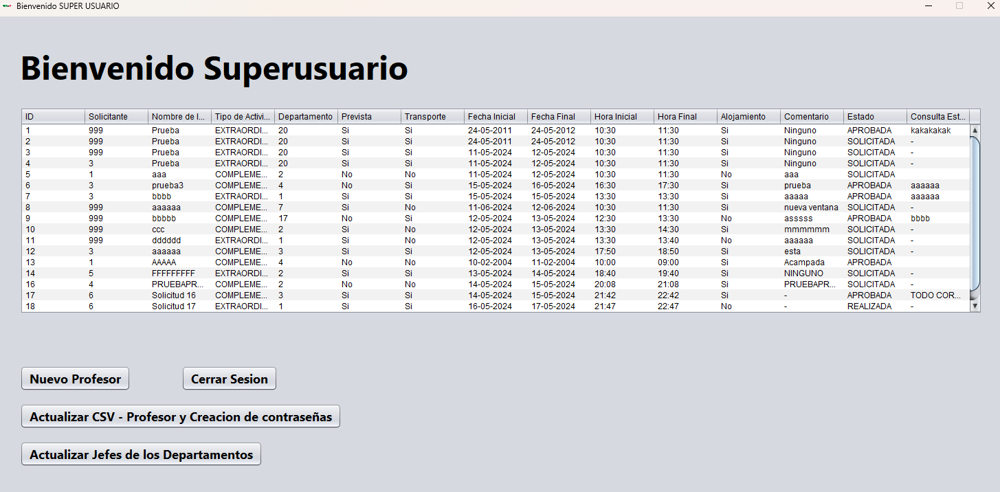 Bienvenido SUPER USUARIO
Bienvenido Superusuario
ID Solicitante Nombre de l... Tipo de Activi... Departamento Prevista Transporte Fecha Inicial Fecha Final Hora Inicial Hora Final Alojamiento Comentario Estado Consulta Est...
1 999 Prueba EXTRAORDI... 20 Si Si 24-05-2011 24-05-2012 10:30 11:30 Si Ninguno APROBADA kakakakak
2 999 Prueba EXTRAORDI... 20 Si Si 24-05-2011 24-05-2012 10:30 11:30 Si Ninguno SOLICITADA -
3 999 Prueba EXTRAORDI... 20 Si Si 11-05-2024 12-05-2024 10:30 11:30 Si Ninguno SOLICITADA -
4 3 Prueba EXTRAORDI... 20 Si Si 11-05-2024 12-05-2024 10:30 11:30 Si Ninguno SOLICITADA -
5 1 aaa COMPLEME... 2 No No 11-05-2024 12-05-2024 10:30 11:30 No aaa SOLICITADA
6 3 prueba3 COMPLEME... 4 No Si 15-05-2024 16-05-2024 16:30 17:30 Si prueba APROBADA aaaaaa
7 3 bbbb EXTRAORDI... 1 Si Si 15-05-2024 15-05-2024 13:30 13:30 Si aaaaa APROBADA aaaaaa
8 999 aaaaaa COMPLEME... 7 Si No 11-06-2024 12-06-2024 10:30 11:30 Si nueva ventana SOLICITADA -
9 999 bbbbb COMPLEME... 17 No Si 12-05-2024 13-05-2024 12:30 13:30 No asssss APROBADA bbbb
10 999 ccc COMPLEME... 2 Si No 12-05-2024 13-05-2024 13:30 14:30 Si mmmmmm SOLICITADA -
11 999 dddddd EXTRAORDI... 1 Si No 12-05-2024 13-05-2024 13:30 13:40 No aaaaaa SOLICITADA -
12 3 aaaaaa COMPLEME... 3 Si Si 12-05-2024 13-05-2024 17:50 18:50 Si esta SOLICITADA -
13 1 AAAAA COMPLEME... 4 No No 10-02-2004 11-02-2004 10:00 09:00 Si Acampada APROBADA
14 5 FFFFFFFFF EXTRAORDI... 2 Si Si 13-05-2024 14-05-2024 18:40 19:40 Si NINGUNO SOLICITADA -
16 4 PRUEBAPR... COMPLEME... 2 No No 14-05-2024 15-05-2024 20:08 21:08 Si PRUEBAPR... SOLICITADA -
17 6 Solicitud 16 COMPLEME... 3 Si Si 14-05-2024 15-05-2024 21:42 22:42 Si - APROBADA TODO COR...
18 6 Solicitud 17 EXTRAORDI... 1 Si Si 16-05-2024 17-05-2024 21:47 22:47 No - REALIZADA -
Nuevo Profesor Cerrar Sesion
Actualizar CSV - Profesor y Creacion de contraseñas
Actualizar Jefes de los Departamentos